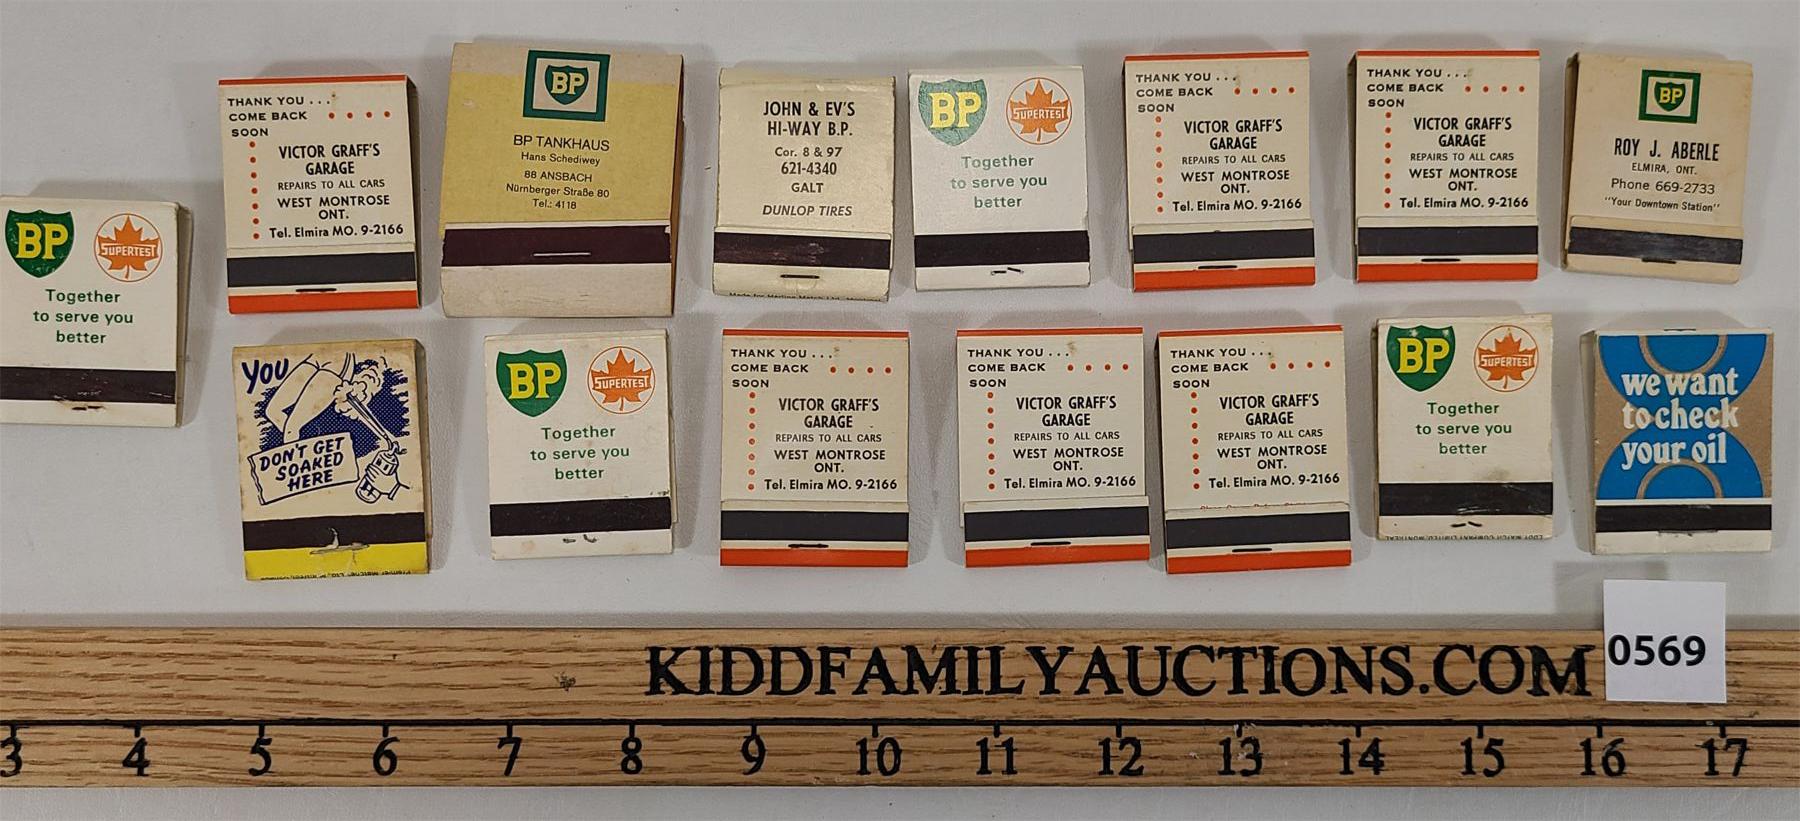 BP
SUPERTEST
Together
to serve you
better
THANK YOU ...
COME BACK
SOON
VICTOR GRAFF'S
GARAGE
REPAIRS TO ALL CARS
WEST MONTROSE
ONT.
Tel. Elmira MO. 9-2166
BP
BP TANKHAUS
Hans Schediwey
88 ANSBACH
Nürnberger Straße 80
Tel.: 4118
JOHN & EV'S
HI-WAY B.P.
Cor. 8 & 97
621-4340
GALT
DUNLOP TIRES
BP
SUPERTEST
Together
to serve you
better
THANK YOU ...
COME BACK
SOON
VICTOR GRAFF'S
GARAGE
REPAIRS TO ALL CARS
WEST MONTROSE
ONT.
Tel. Elmira MO. 9-2166
THANK YOU ...
COME BACK
SOON
VICTOR GRAFF'S
GARAGE
REPAIRS TO ALL CARS
WEST MONTROSE
ONT.
Tel. Elmira MO. 9-2166
BP
ROY J. ABERLE
ELMIRA, ONT.
Phone 669-2733
"Your Downtown Station"
YOU
DON'T GET
SOAKED
HERE
BP
SUPERTEST
Together
to serve you
better
THANK YOU ...
COME BACK
SOON
VICTOR GRAFF'S
GARAGE
REPAIRS TO ALL CARS
WEST MONTROSE
ONT.
Tel. Elmira MO. 9-2166
THANK YOU ...
COME BACK
SOON
VICTOR GRAFF'S
GARAGE
REPAIRS TO ALL CARS
WEST MONTROSE
ONT.
Tel. Elmira MO. 9-2166
THANK YOU ...
COME BACK
SOON
VICTOR GRAFF'S
GARAGE
REPAIRS TO ALL CARS
WEST MONTROSE
ONT.
Tel. Elmira MO. 9-2166
BP
SUPERTEST
Together
to serve you
better
EDDY MATCH COMPANY LIMITED MONTREAL
we want
to check
your oil
0569
KIDDFAMILYAUCTIONS.COM
3 4 5 6 7 8 9 10 11 12 13 14 15 16 17